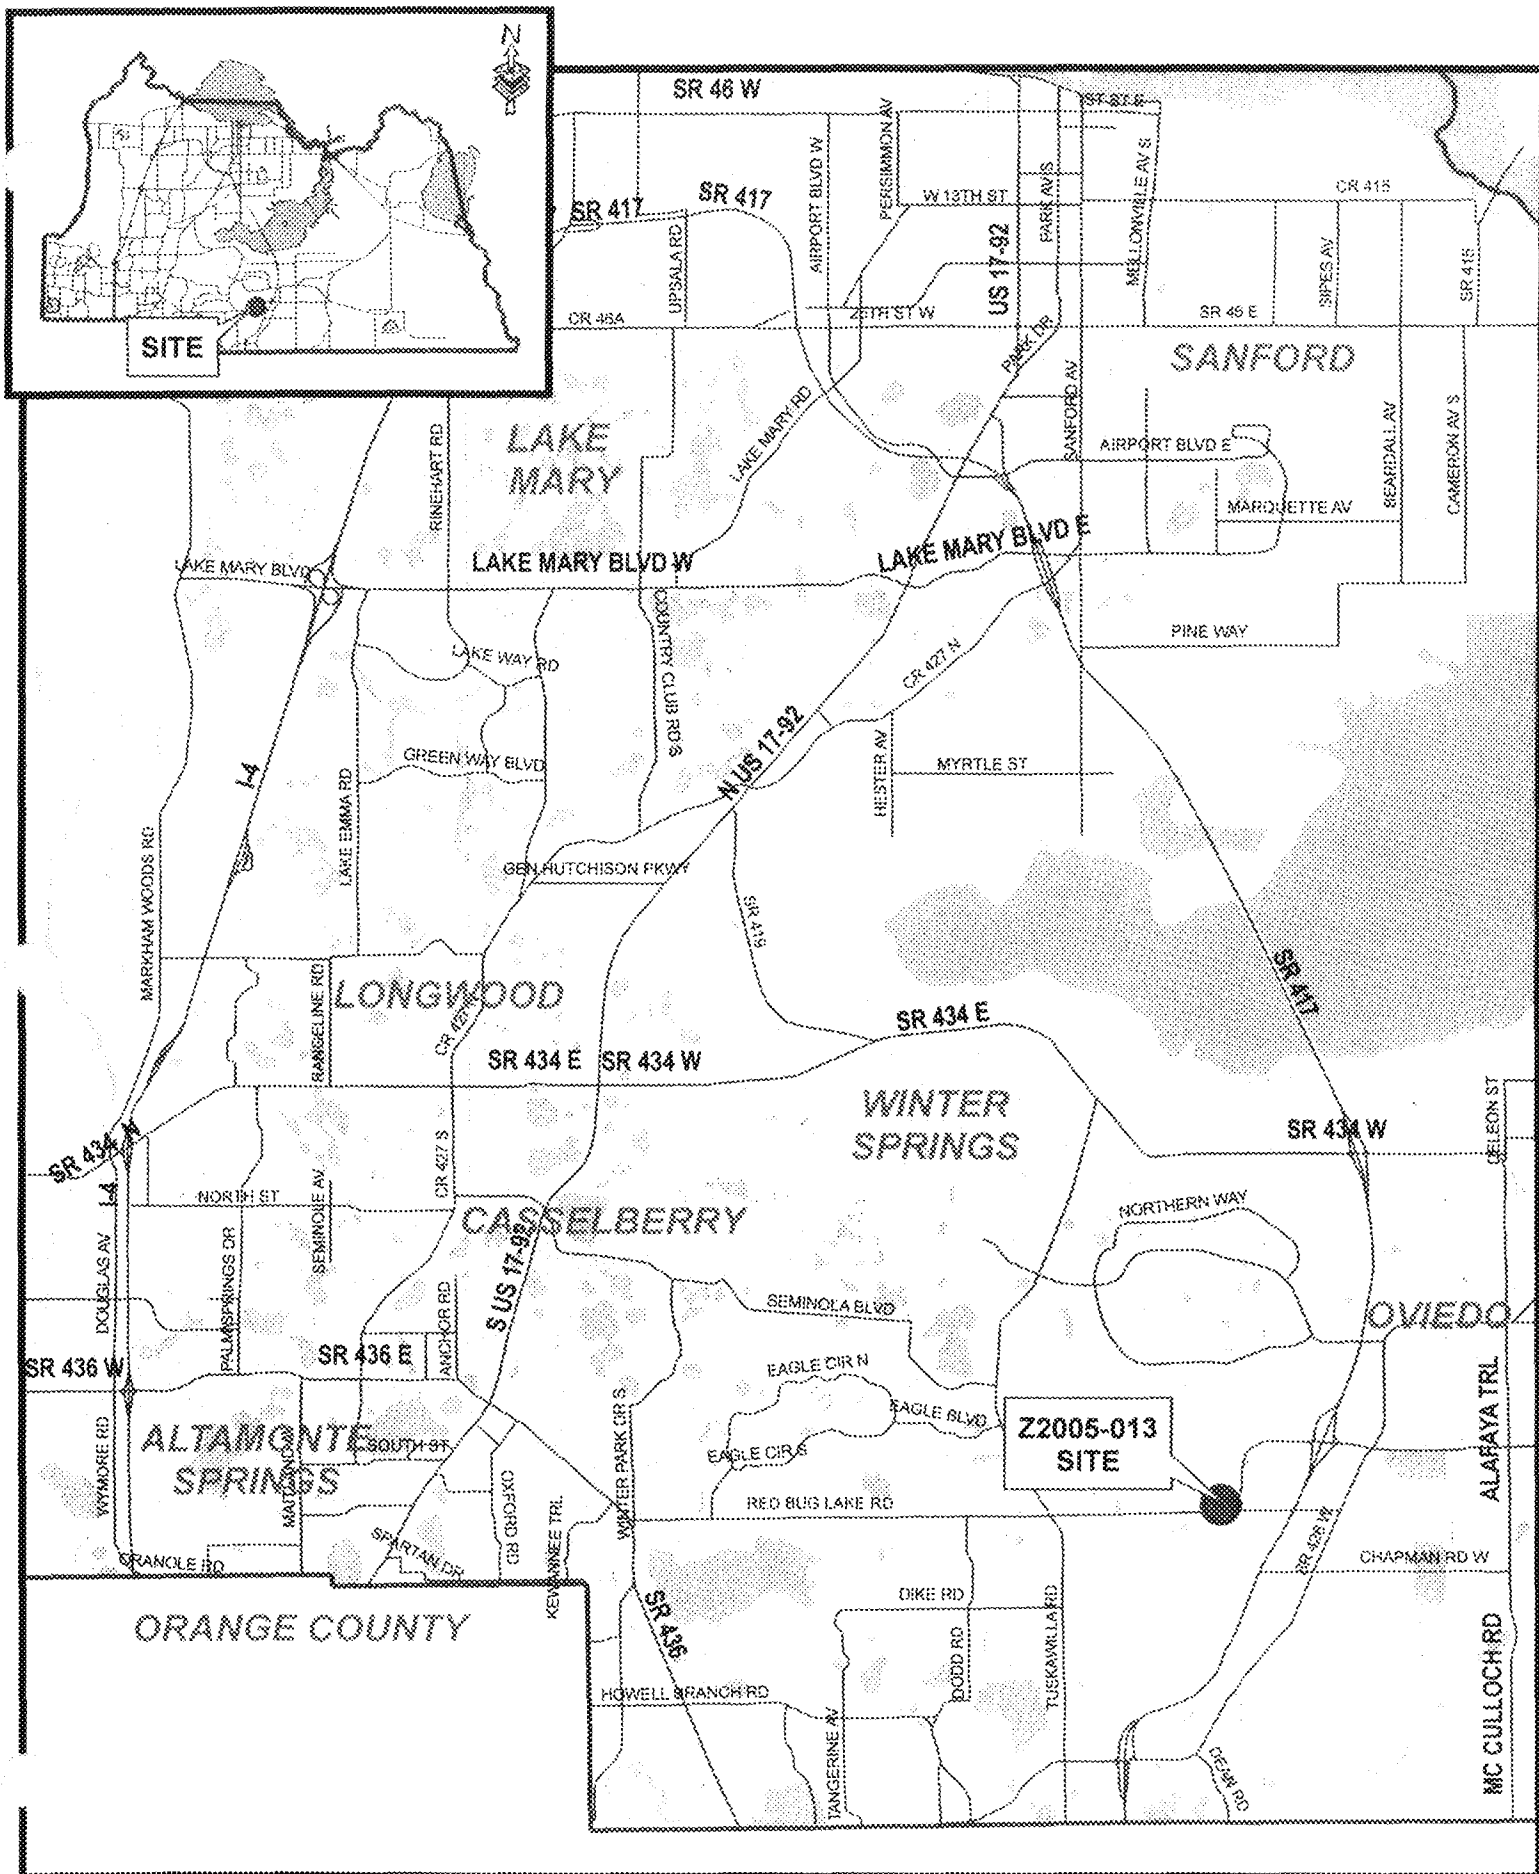 N
SITE
SR 46 W
1ST ST E
AIRPORT BLVD W
PERSIMMON AV
PARK AV S
MELLONVILLE AV S
CR 415
W 13TH ST
SR 417
SR 417
UPSALA RD
US 17-92
SIPES AV
SR 415
CR 46A
25TH ST W
SR 46 E
PARK DR
SANFORD
SANFORD AV
LAKE MARY RD
LAKE
MARY
RINEHART RD
AIRPORT BLVD E
BEARDALL AV
CAMERON AV S
MARQUETTE AV
LAKE MARY BLVD
LAKE MARY BLVD W
LAKE MARY BLVD E
COUNTRY CLUB RD S
PINE WAY
LAKE WAY RD
CR 427 N
I-4
GREEN WAY BLVD
N US 17-92
HESTER AV
MYRTLE ST
LAKE EMMA RD
MARKHAM WOODS RD
GEN HUTCHISON PKWY
SR 419
SR 417
RANGELINE RD
LONGWOOD
CR 427
SR 434 E
SR 434 E
SR 434 W
WINTER
SPRINGS
DELEON ST
SR 434 W
SR 434 N
I-4
CR 427 S
NORTH ST
SEMINOLE AV
CASSELBERRY
NORTHERN WAY
DOUGLAS AV
PALM SPRINGS DR
ANCHOR RD
S US 17-92
SEMINOLA BLVD
OVIEDO
SR 436 W
SR 436 E
EAGLE CIR N
EAGLE BLVD
EAGLE CIR S
ALAFAYA TRL
WYMORE RD
ALTAMONTE
SPRINGS
SOUTH ST
WINTER PARK DR S
Z2005-013
SITE
RED BUG LAKE RD
OXFORD RD
KEWANNEE TRL
SPARTAN DR
ORANOLE RD
SR 426 W
CHAPMAN RD W
ORANGE COUNTY
SR 436
DIKE RD
DODD RD
TUSKAWILLA RD
HOWELL BRANCH RD
TANGERINE AV
DEAN RD
MC CULLOCH RD